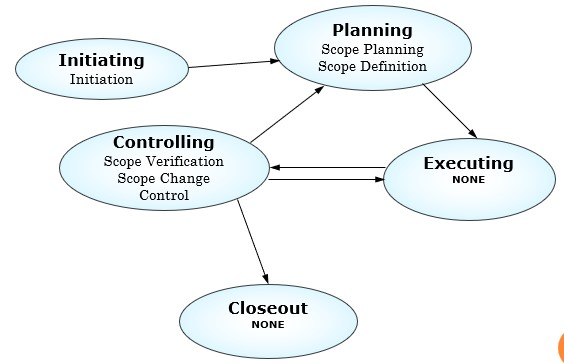 Planning
Scope Planning
Scope Definition
Initiating
Initiation
Controlling
Scope Verification
Scope Change
Control
Executing
NONE
Closeout
NONE